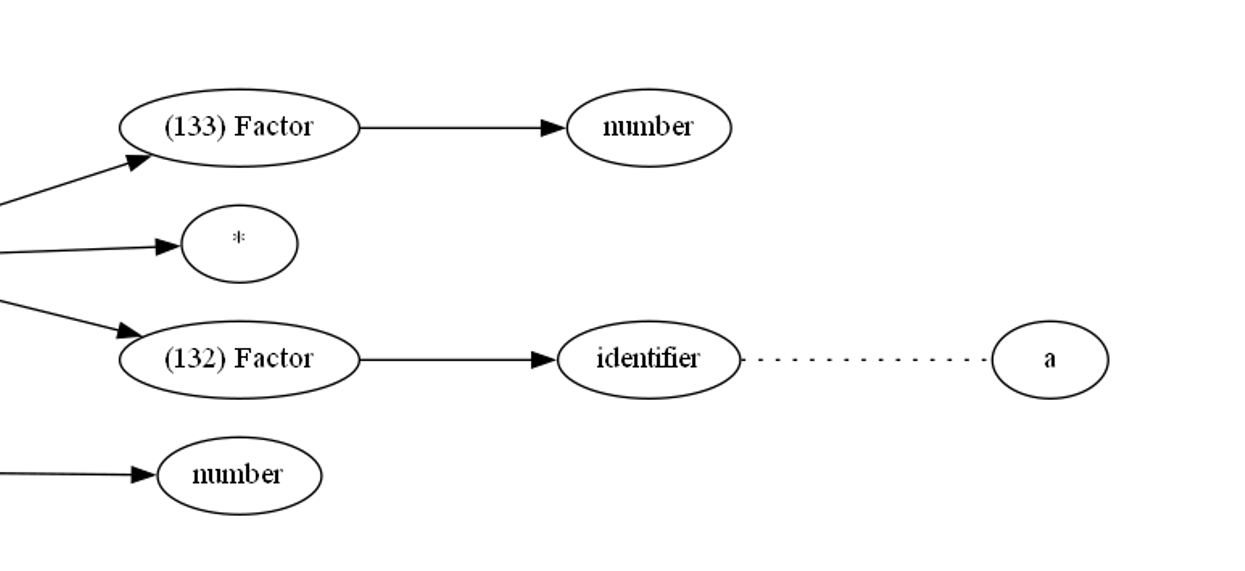 (133) Factor
number
*
(132) Factor
identifier
a
number